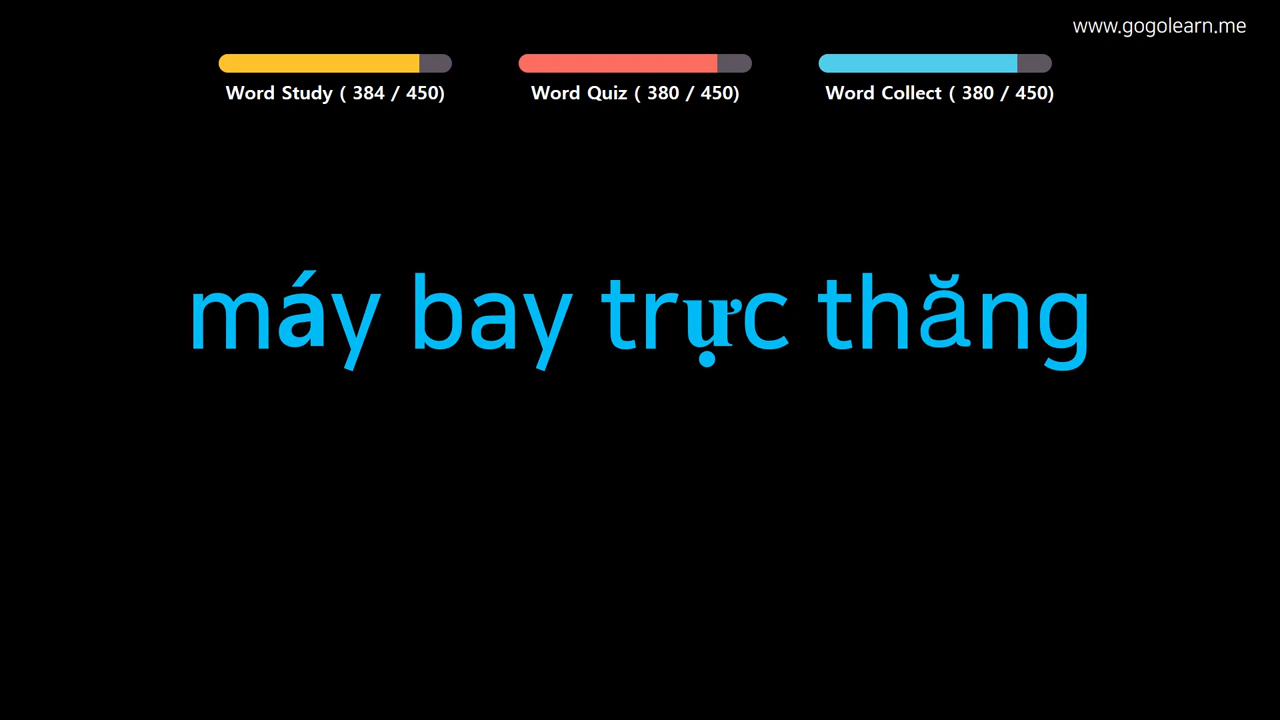 www.gogolearn.me
Word Study ( 384 / 450)
Word Quiz ( 380 / 450)
Word Collect ( 380 / 450)
máy bay trực thăng